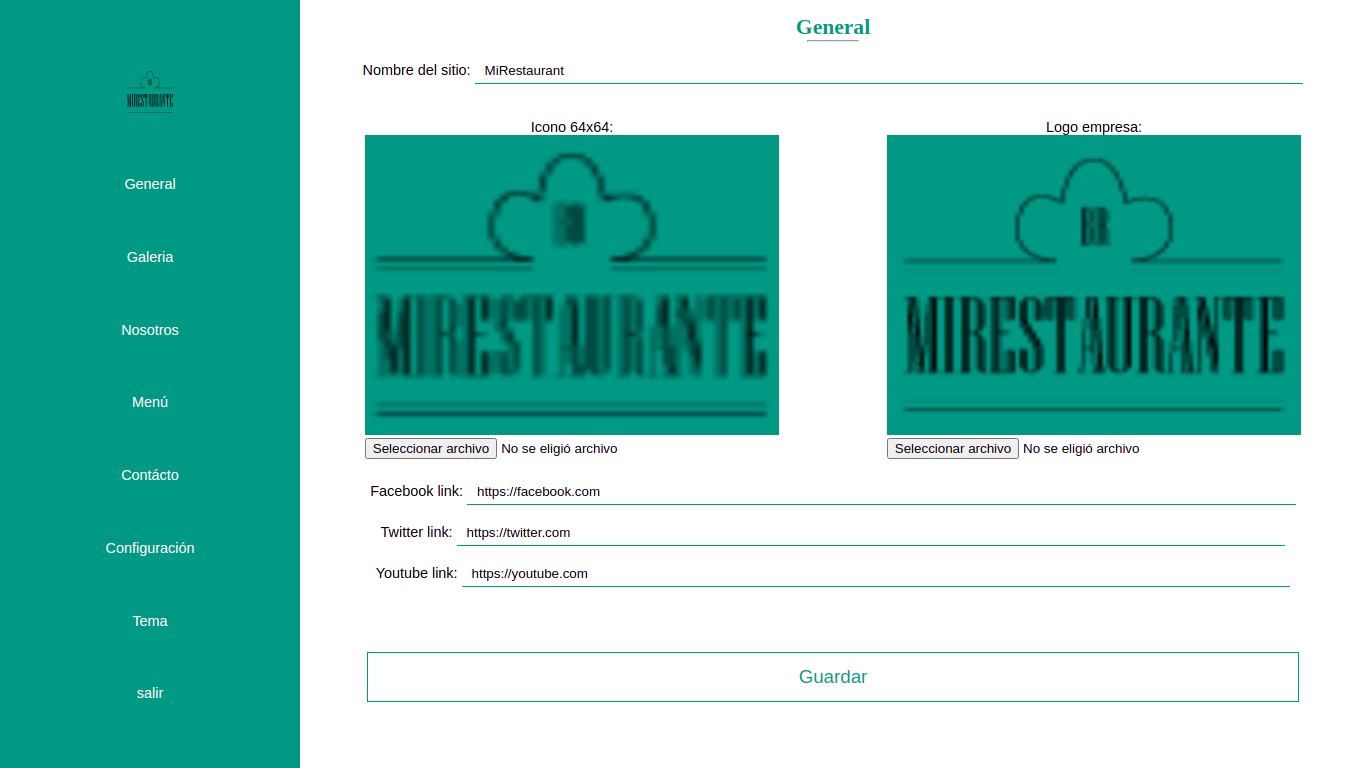 MIRESTAURANTE
General
Galeria
Nosotros
Menú
Contácto
Configuración
Tema
salir
General
Nombre del sitio: MiRestaurant
Icono 64x64:
MIRESTAURANTE
Seleccionar archivo No se eligió archivo
Logo empresa:
BR
MIRESTAURANTE
Seleccionar archivo No se eligió archivo
Facebook link: https://facebook.com
Twitter link: https://twitter.com
Youtube link: https://youtube.com
Guardar